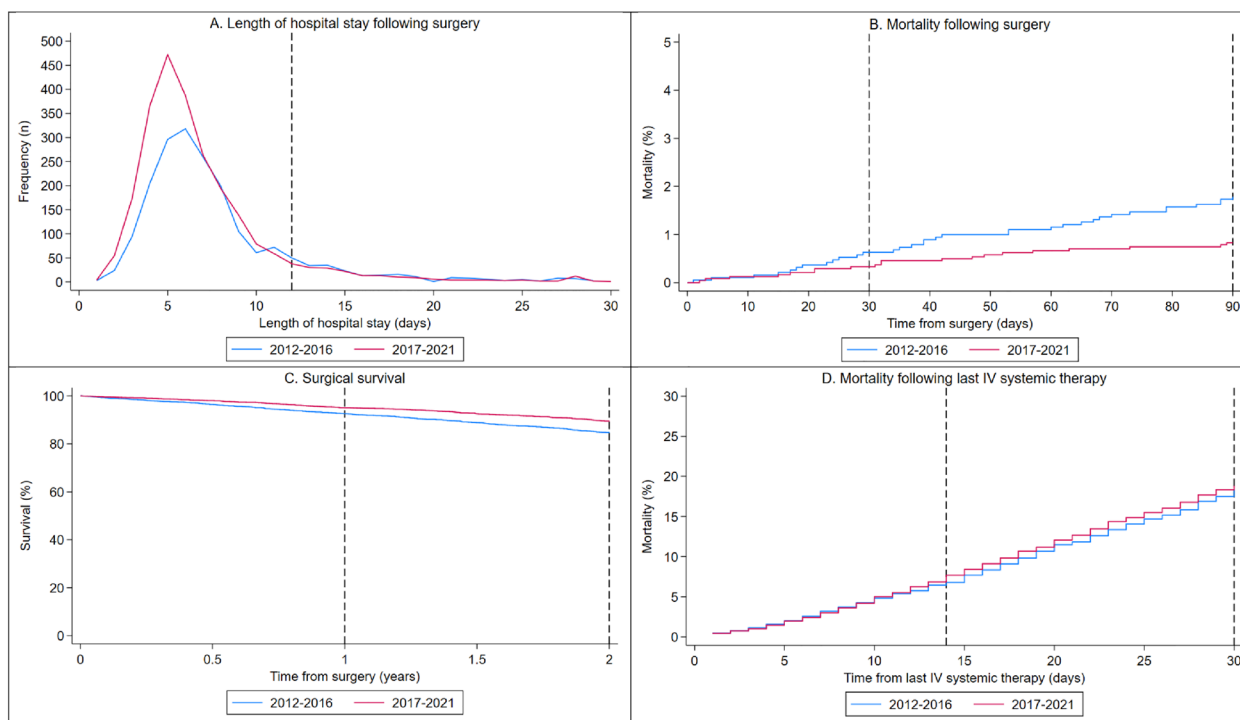 A. Length of hospital stay following surgery
500
450
400
350
300
250
200
150
100
50
0
Frequency (n)
0 5 10 15 20 25 30
Length of hospital stay (days)
2012-2016 2017-2021
B. Mortality following surgery
5
4
3
2
1
0
Mortality (%)
0 10 20 30 40 50 60 70 80 90
Time from surgery (days)
2012-2016 2017-2021
C. Surgical survival
100
80
60
40
20
0
Survival (%)
0 0.5 1 1.5 2
Time from surgery (years)
2012-2016 2017-2021
D. Mortality following last IV systemic therapy
30
25
20
15
10
5
0
Mortality (%)
0 5 10 15 20 25 30
Time from last IV systemic therapy (days)
2012-2016 2017-2021